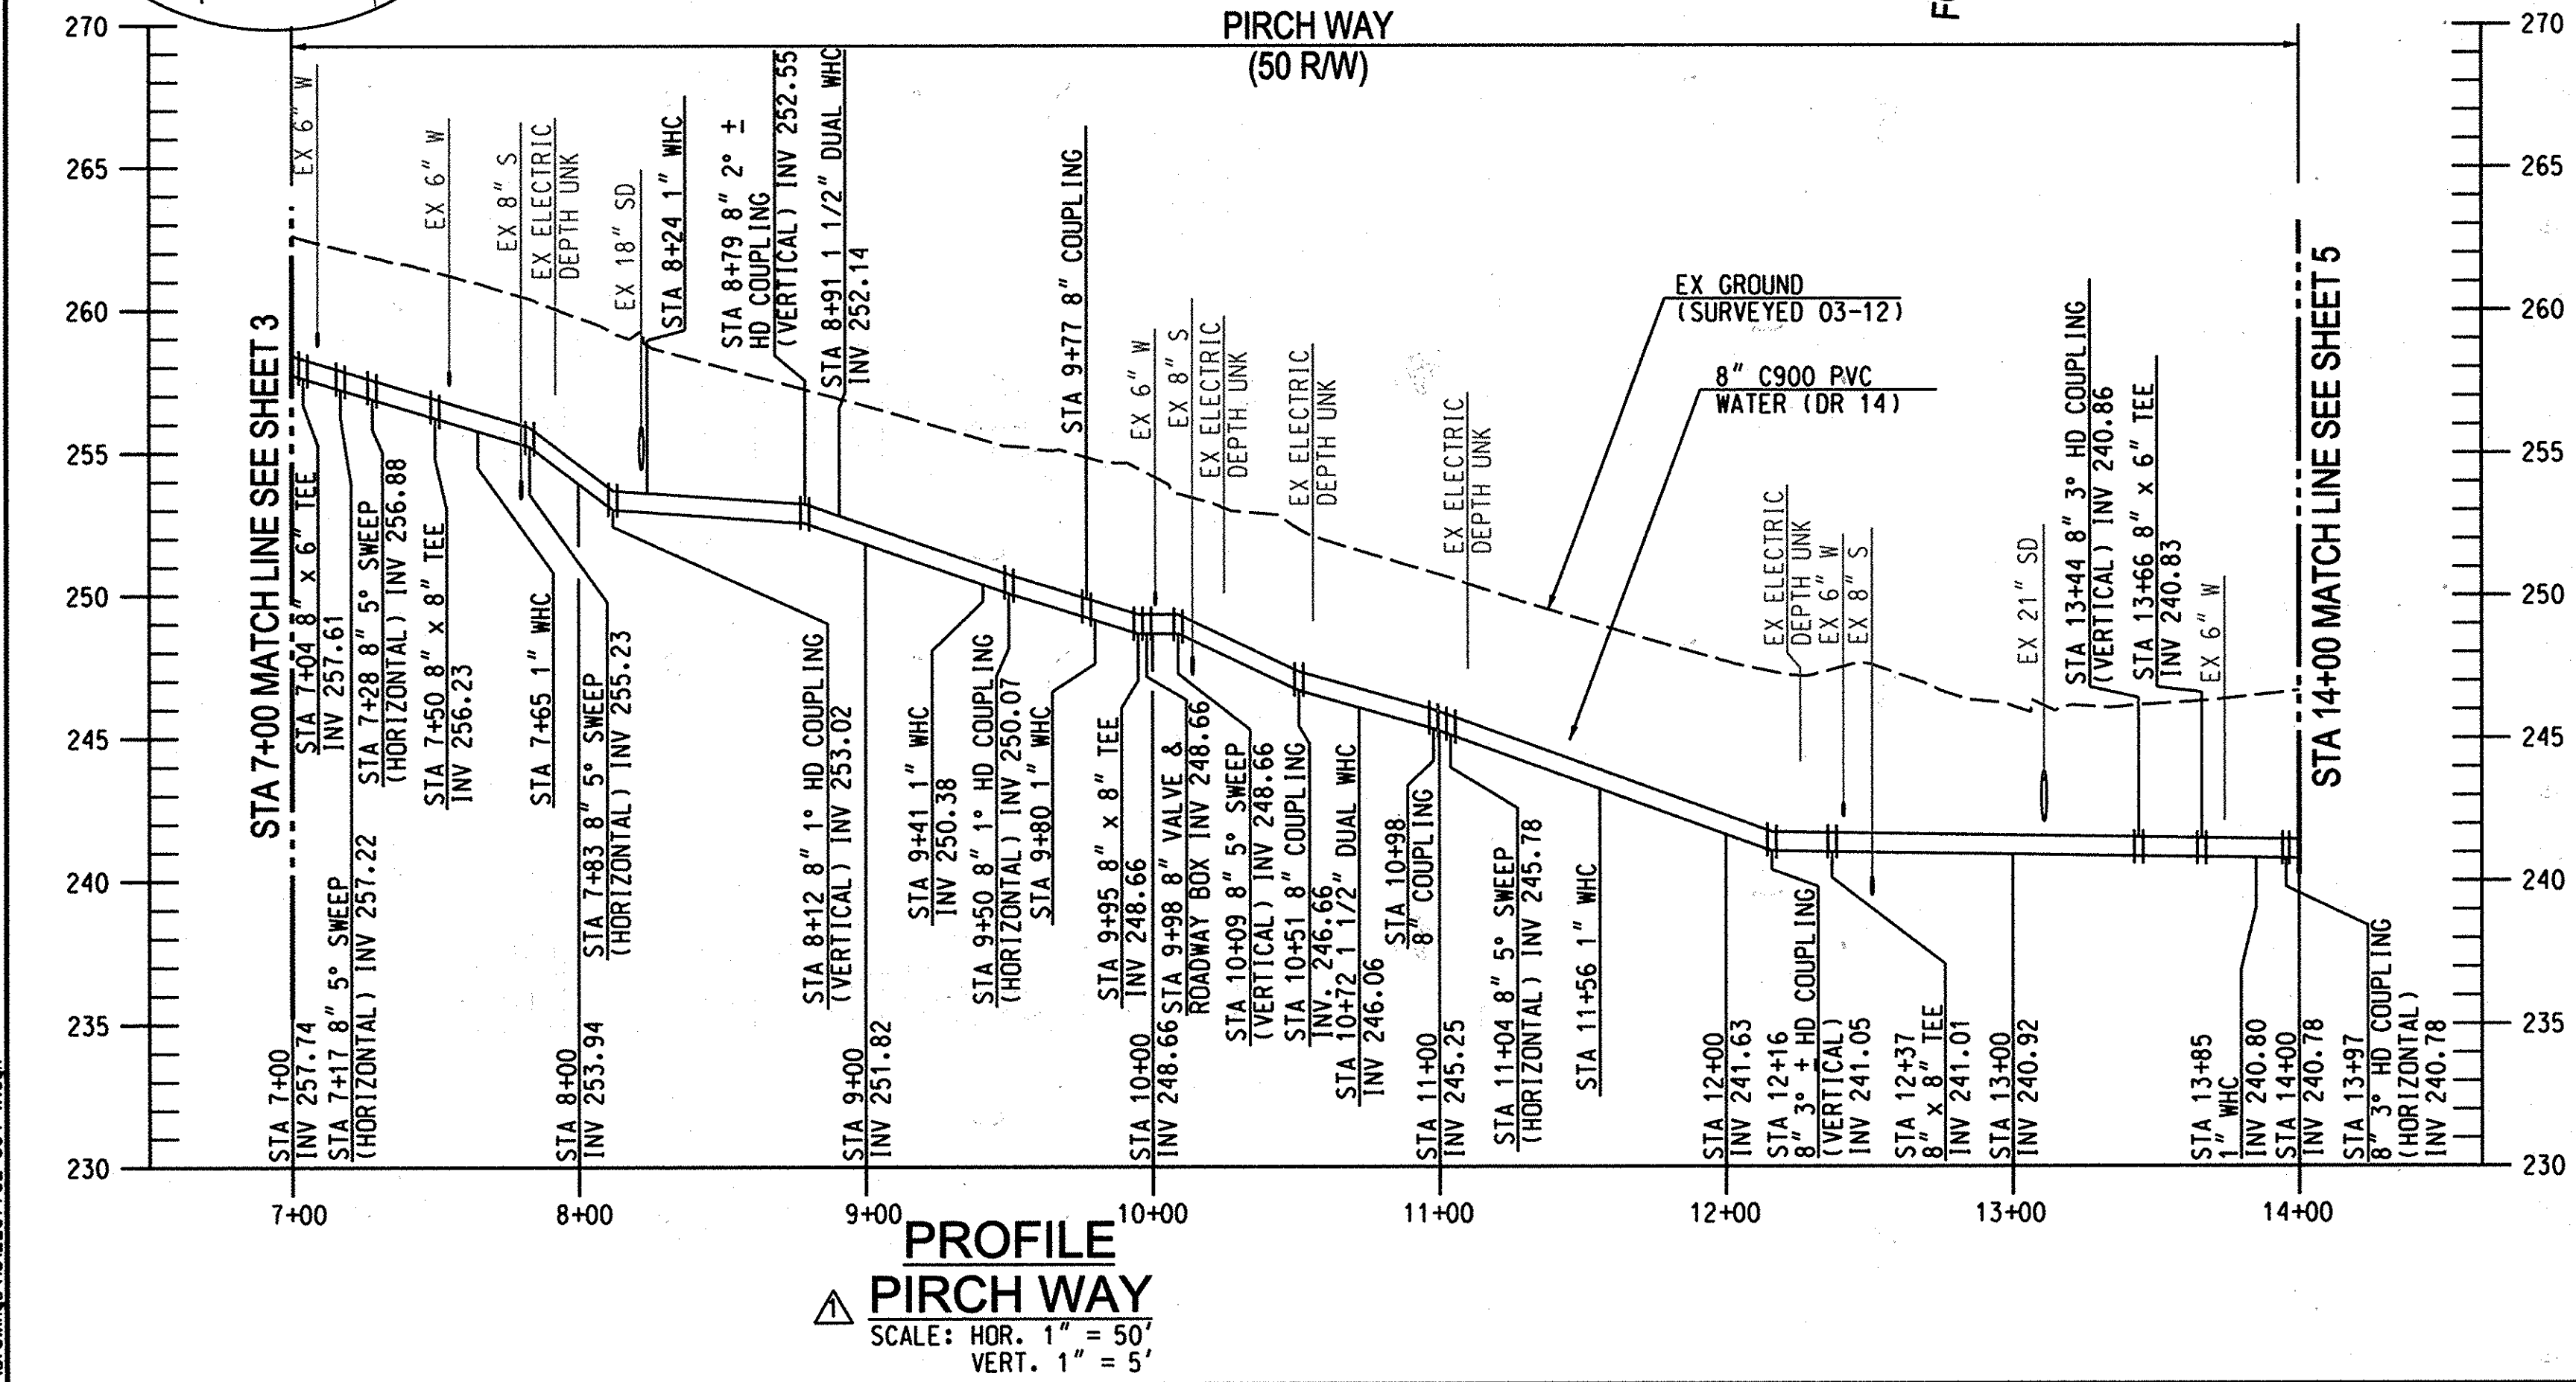 PIRCH WAY
(50 R/W)
270
265
260
255
250
245
240
235
230
270
265
260
255
250
245
240
235
230
EX 6" W
EX 6" W
EX 8" S
EX ELECTRIC
DEPTH UNK
EX 18" SD
STA 8+24 1" WHC
STA 8+79 8" 2° ±
HD COUPLING
(VERTICAL) INV 252.55
STA 8+91 1 1/2" DUAL WHC
INV 252.14
STA 9+77 8" COUPLING
EX 6" W
EX 8" S
EX ELECTRIC
DEPTH UNK
EX ELECTRIC
DEPTH UNK
EX ELECTRIC
DEPTH UNK
EX GROUND
(SURVEYED 03-12)
8" C900 PVC
WATER (DR 14)
EX ELECTRIC
DEPTH UNK
EX 6" W
EX 8" S
EX 21" SD
STA 13+44 8" 3° HD COUPLING
(VERTICAL) INV 240.86
STA 13+66 8" x 6" TEE
INV 240.83
EX 6" W
STA 7+00 MATCH LINE SEE SHEET 3
STA 14+00 MATCH LINE SEE SHEET 5
STA 7+04 8" x 6" TEE
INV 257.61
STA 7+28 8" 5° SWEEP
(HORIZONTAL) INV 256.88
STA 7+50 8" x 8" TEE
INV 256.23
STA 7+65 1" WHC
STA 7+83 8" 5° SWEEP
(HORIZONTAL) INV 255.23
STA 8+12 8" 1° HD COUPLING
(VERTICAL) INV 253.02
STA 9+41 1" WHC
INV 250.38
STA 9+50 8" 1° HD COUPLING
(HORIZONTAL) INV 250.07
STA 9+80 1" WHC
STA 9+95 8" x 8" TEE
INV 248.66
STA 9+98 8" VALVE &
ROADWAY BOX INV 248.66
STA 10+09 8" 5° SWEEP
(VERTICAL) INV 248.66
STA 10+51 8" COUPLING
INV. 246.66
STA 10+72 1 1/2" DUAL WHC
INV 246.06
STA 10+98
8" COUPLING
STA 11+04 8" 5° SWEEP
(HORIZONTAL) INV 245.78
STA 11+56 1" WHC
STA 7+00
INV 257.74
STA 7+17 8" 5° SWEEP
(HORIZONTAL) INV 257.22
STA 8+00
INV 253.94
STA 9+00
INV 251.82
STA 10+00
INV 248.66
STA 11+00
INV 245.25
STA 12+00
INV 241.63
STA 12+16
8" 3° ± HD COUPLING
(VERTICAL)
INV 241.05
STA 12+37
8" x 8" TEE
INV 241.01
STA 13+00
INV 240.92
STA 13+85
1" WHC
INV 240.80
STA 14+00
INV 240.78
STA 13+97
8" 3° HD COUPLING
(HORIZONTAL)
INV 240.78
7+00
8+00
9+00
10+00
11+00
12+00
13+00
14+00
PROFILE
1
PIRCH WAY
SCALE: HOR. 1" = 50'
VERT. 1" = 5'